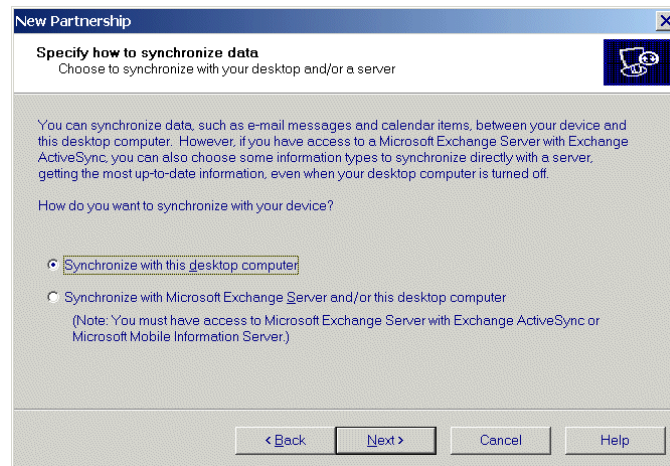 New Partnership
Specify how to synchronize data
Choose to synchronize with your desktop and/or a server
You can synchronize data, such as e-mail messages and calendar items, between your device and
this desktop computer. However, if you have access to a Microsoft Exchange Server with Exchange
ActiveSync, you can also choose some information types to synchronize directly with a server,
getting the most up-to-date information, even when your desktop computer is turned off.
How do you want to synchronize with your device?
Synchronize with this desktop computer
Synchronize with Microsoft Exchange Server and/or this desktop computer
(Note: You must have access to Microsoft Exchange Server with Exchange ActiveSync or
Microsoft Mobile Information Server.)
< Back Next > Cancel Help